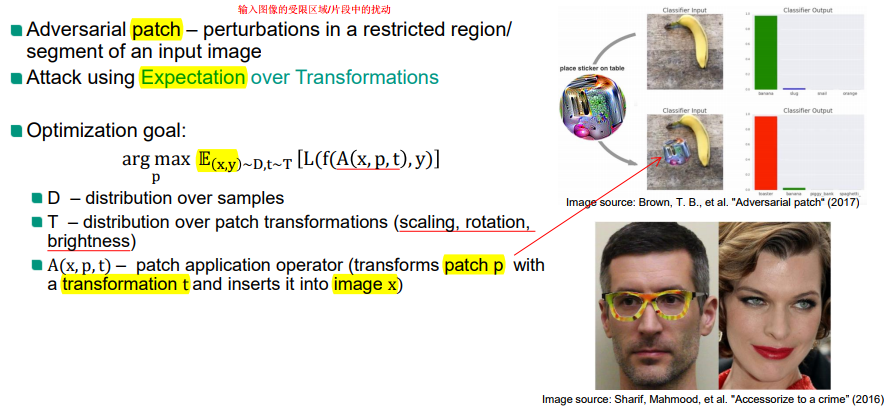 输入图像的受限区域/片段中的扰动
Adversarial patch – perturbations in a restricted region/
segment of an input image
Attack using Expectation over Transformations
Optimization goal:
arg max 𝔼(x,y)~D,t~T [L(f(A(x, p, t), y)]
p
D – distribution over samples
T – distribution over patch transformations (scaling, rotation,
brightness)
A(x, p, t) – patch application operator (transforms patch p with
a transformation t and inserts it into image x)
Classifier Input
Classifier Output
place sticker on table
banana slug snail orange
Classifier Input
Classifier Output
toaster banana piggy_bank spaghetti_
Image source: Brown, T. B., et al. "Adversarial patch" (2017)
Image source: Sharif, Mahmood, et al. "Accessorize to a crime" (2016)